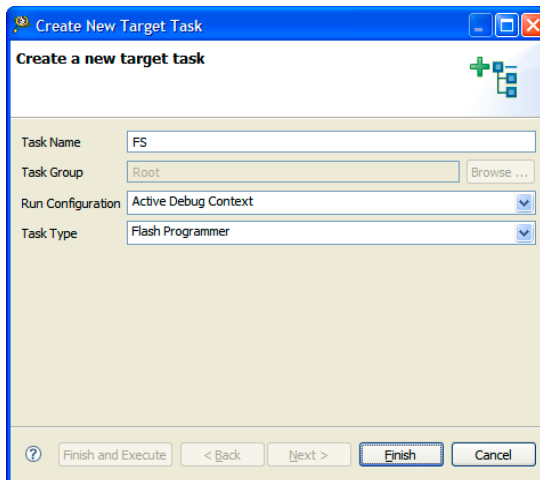 Create New Target Task
Create a new target task
Task Name FS
Task Group Root Browse ...
Run Configuration Active Debug Context
Task Type Flash Programmer
? Finish and Execute < Back Next > Finish Cancel